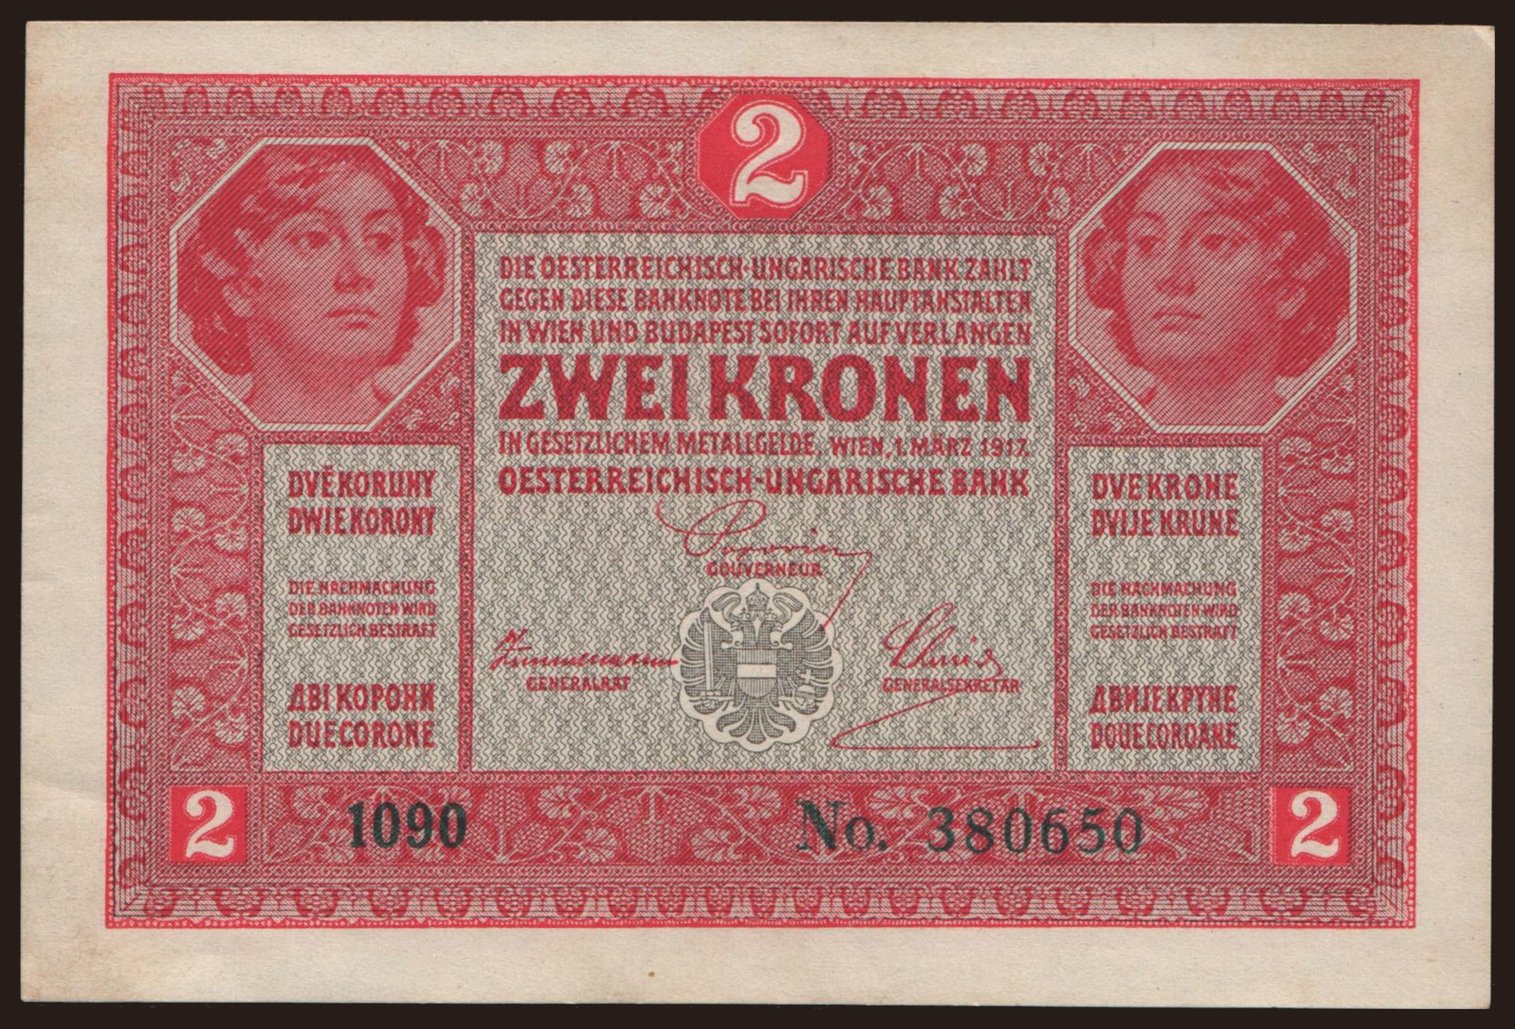 2
DIE OESTERREICHISCH-UNGARISCHE BANK ZAHLT
GEGEN DIESE BANKNOTE BEI IHREN HAUPTANSTALTEN
IN WIEN UND BUDAPEST SOFORT AUF VERLANGEN
ZWEI KRONEN
IN GESETZLICHEM METALLGELDE, WIEN, 1. MÄRZ 1917.
OESTERREICHISCH-UNGARISCHE BANK
GOUVERNEUR
GENERALRAT
GENERALSEKRETÄR
DVĚ KORUNY
DWIE KORONY
DIE NACHMACHUNG
DER BANKNOTEN WIRD
GESETZLICH BESTRAFT
ДВІ КОРОНИ
DUE CORONE
DVE KRONE
DVIJE KRUNE
DIE NACHMACHUNG
DER BANKNOTEN WIRD
GESETZLICH BESTRAFT
ДВИЈЕ КРУНЕ
DOUE COROANE
2
1090
No. 380650
2